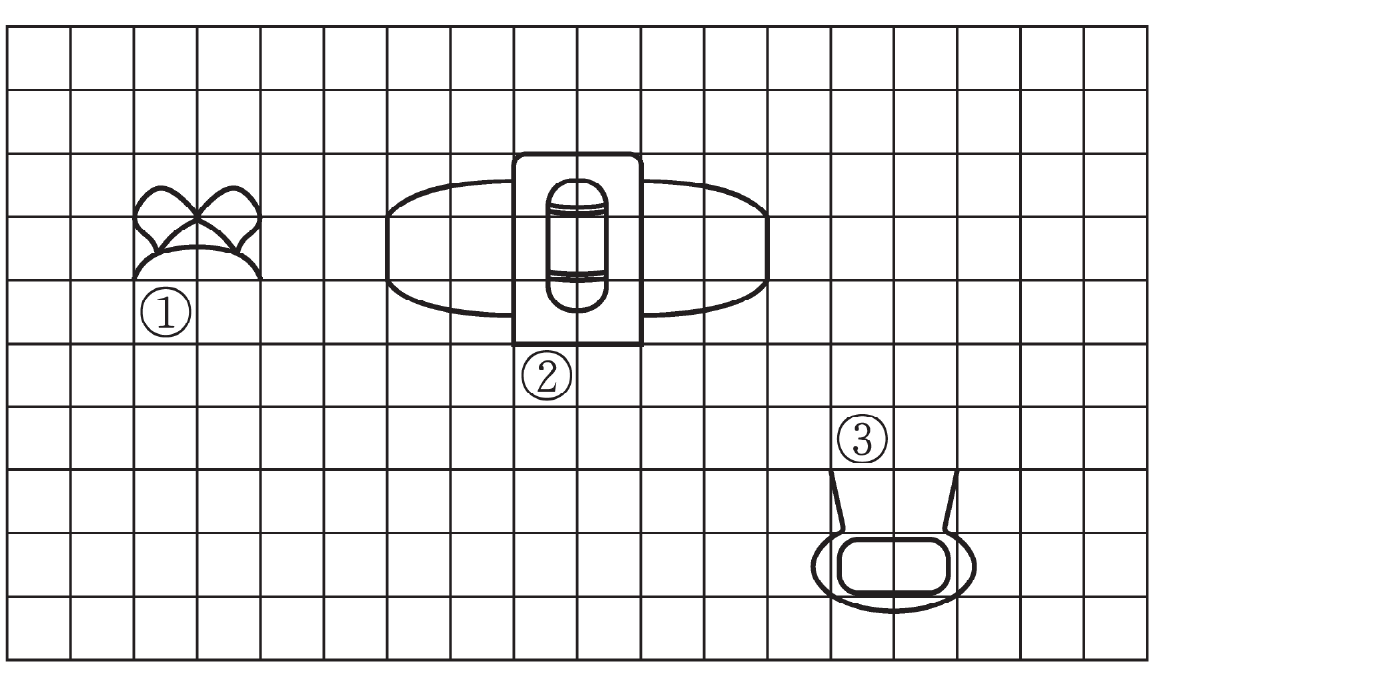 ①
②
③